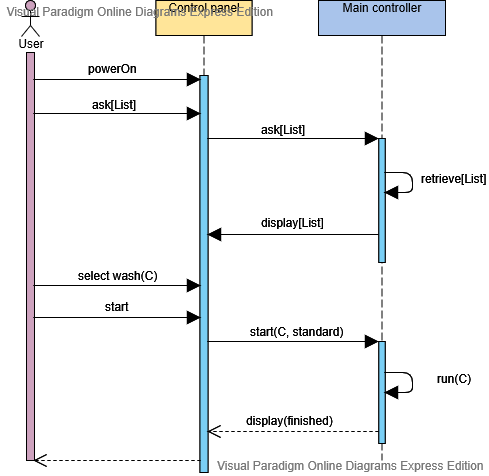 Visual Paradigm Online Diagrams Express Edition
Control panel
Main controller
User
powerOn
ask[List]
ask[List]
retrieve[List]
display[List]
select wash(C)
start
start(C, standard)
run(C)
display(finished)
Visual Paradigm Online Diagrams Express Edition